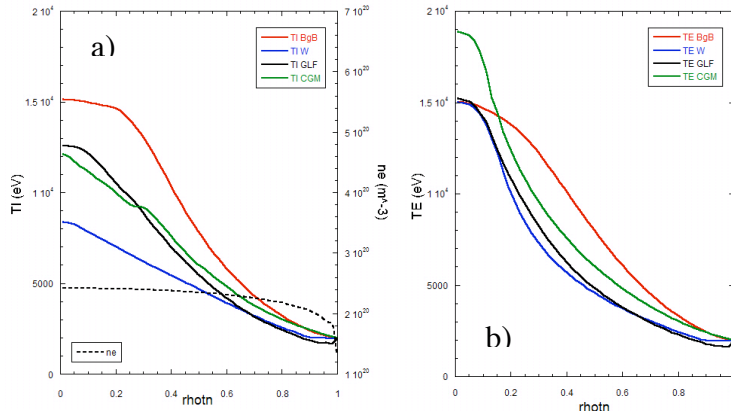 2 10^4
1.5 10^4
1 10^4
5000
0
TI (eV)
a)
TI BgB
TI W
TI GLF
TI CGM
ne
0 0.2 0.4 0.6 0.8 1
rhotn
7 10^20
6 10^20
5 10^20
4 10^20
3 10^20
2 10^20
1 10^20
ne (m^-3)
2 10^4
1.5 10^4
1 10^4
5000
0
TE (eV)
TE BgB
TE W
TE GLF
TE CGM
b)
0 0.2 0.4 0.6 0.8
rhotn